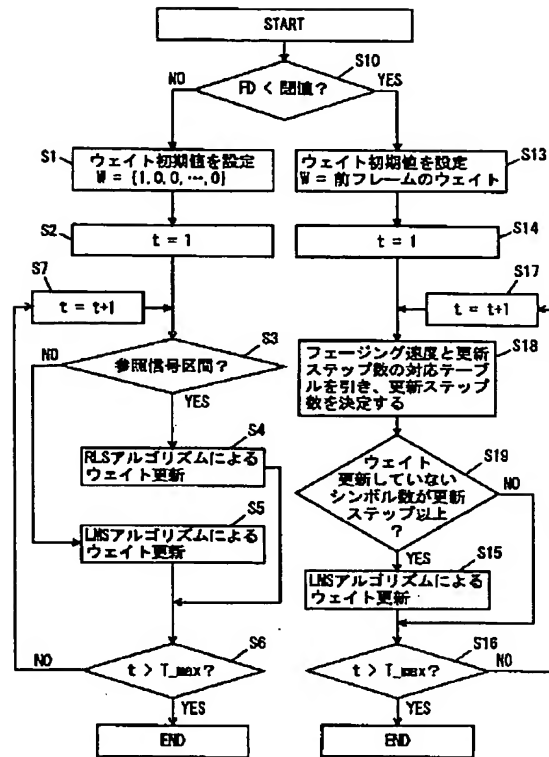 START
S10
NO
FD < 閾値?
YES
S1
ウェイト初期値を設定
W = {1,0,0,…,0}
S13
ウェイト初期値を設定
W = 前フレームのウェイト
S2
t = 1
S14
t = 1
S7
t = t+1
S17
t = t+1
S3
NO
参照信号区間?
YES
S18
フェージング速度と更新
ステップ数の対応テーブ
ルを引き、更新ステップ
数を決定する
S4
RLSアルゴリズムによる
ウェイト更新
S19
ウェイト
更新していない
シンボル数が更新
ステップ以上
?
NO
YES
S5
LMSアルゴリズムによる
ウェイト更新
S15
LMSアルゴリズムによる
ウェイト更新
S6
NO
t > T_max?
YES
S16
t > T_max?
NO
YES
END
END